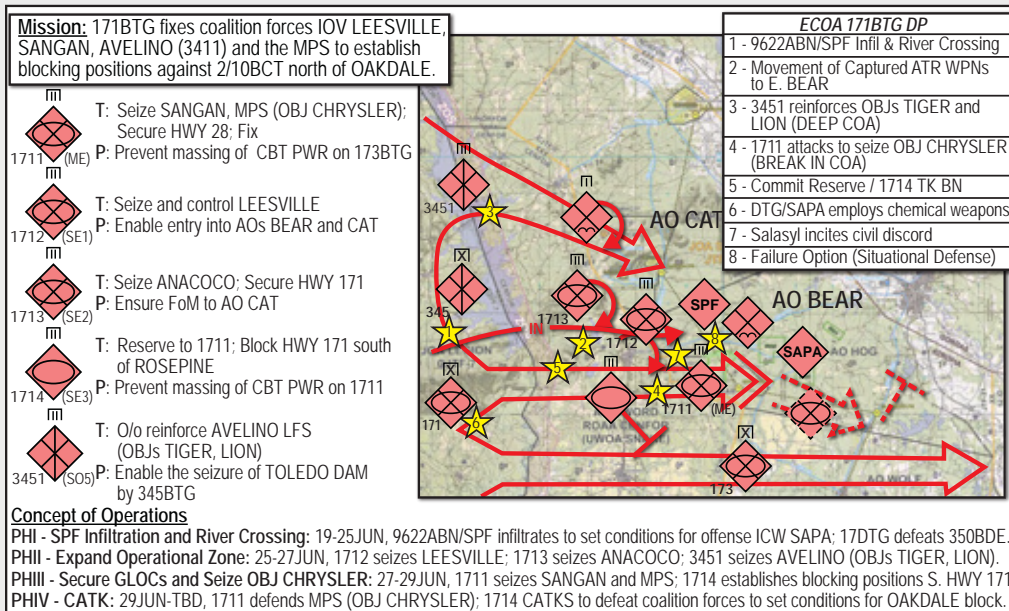 Mission: 171BTG fixes coalition forces IOV LEESVILLE,
SANGAN, AVELINO (3411) and the MPS to establish
blocking positions against 2/10BCT north of OAKDALE.
1711 (ME)
T: Seize SANGAN, MPS (OBJ CHRYSLER);
Secure HWY 28; Fix
P: Prevent massing of CBT PWR on 173BTG
1712 (SE1)
T: Seize and control LEESVILLE
P: Enable entry into AOs BEAR and CAT
1713 (SE2)
T: Seize ANACOCO; Secure HWY 171
P: Ensure FoM to AO CAT
1714 (SE3)
T: Reserve to 1711; Block HWY 171 south
of ROSEPINE
P: Prevent massing of CBT PWR on 1711
3451 (SO5)
T: O/o reinforce AVELINO LFS
(OBJs TIGER, LION)
P: Enable the seizure of TOLEDO DAM
by 345BTG
ECOA 171BTG DP
1 - 9622ABN/SPF Infil & River Crossing
2 - Movement of Captured ATR WPNs
to E. BEAR
3 - 3451 reinforces OBJs TIGER and
LION (DEEP COA)
4 - 1711 attacks to seize OBJ CHRYSLER
(BREAK IN COA)
5 - Commit Reserve / 1714 TK BN
6 - DTG/SAPA employs chemical weapons
7 - Salasyl incites civil discord
8 - Failure Option (Situational Defense)
3451
3
AO CAT
345
1713
1712
SPF
AO BEAR
1
IN
2
7
8
SAPA
AO HOG
5
4
1711
(ME)
171
6
173
AO WOLF
Concept of Operations
PHI - SPF Infiltration and River Crossing: 19-25JUN, 9622ABN/SPF infiltrates to set conditions for offense ICW SAPA; 17DTG defeats 350BDE.
PHII - Expand Operational Zone: 25-27JUN, 1712 seizes LEESVILLE; 1713 seizes ANACOCO; 3451 seizes AVELINO (OBJs TIGER, LION).
PHIII - Secure GLOCs and Seize OBJ CHRYSLER: 27-29JUN, 1711 seizes SANGAN and MPS; 1714 establishes blocking positions S. HWY 171.
PHIV - CATK: 29JUN-TBD, 1711 defends MPS (OBJ CHRYSLER); 1714 CATKS to defeat coalition forces to set conditions for OAKDALE block.